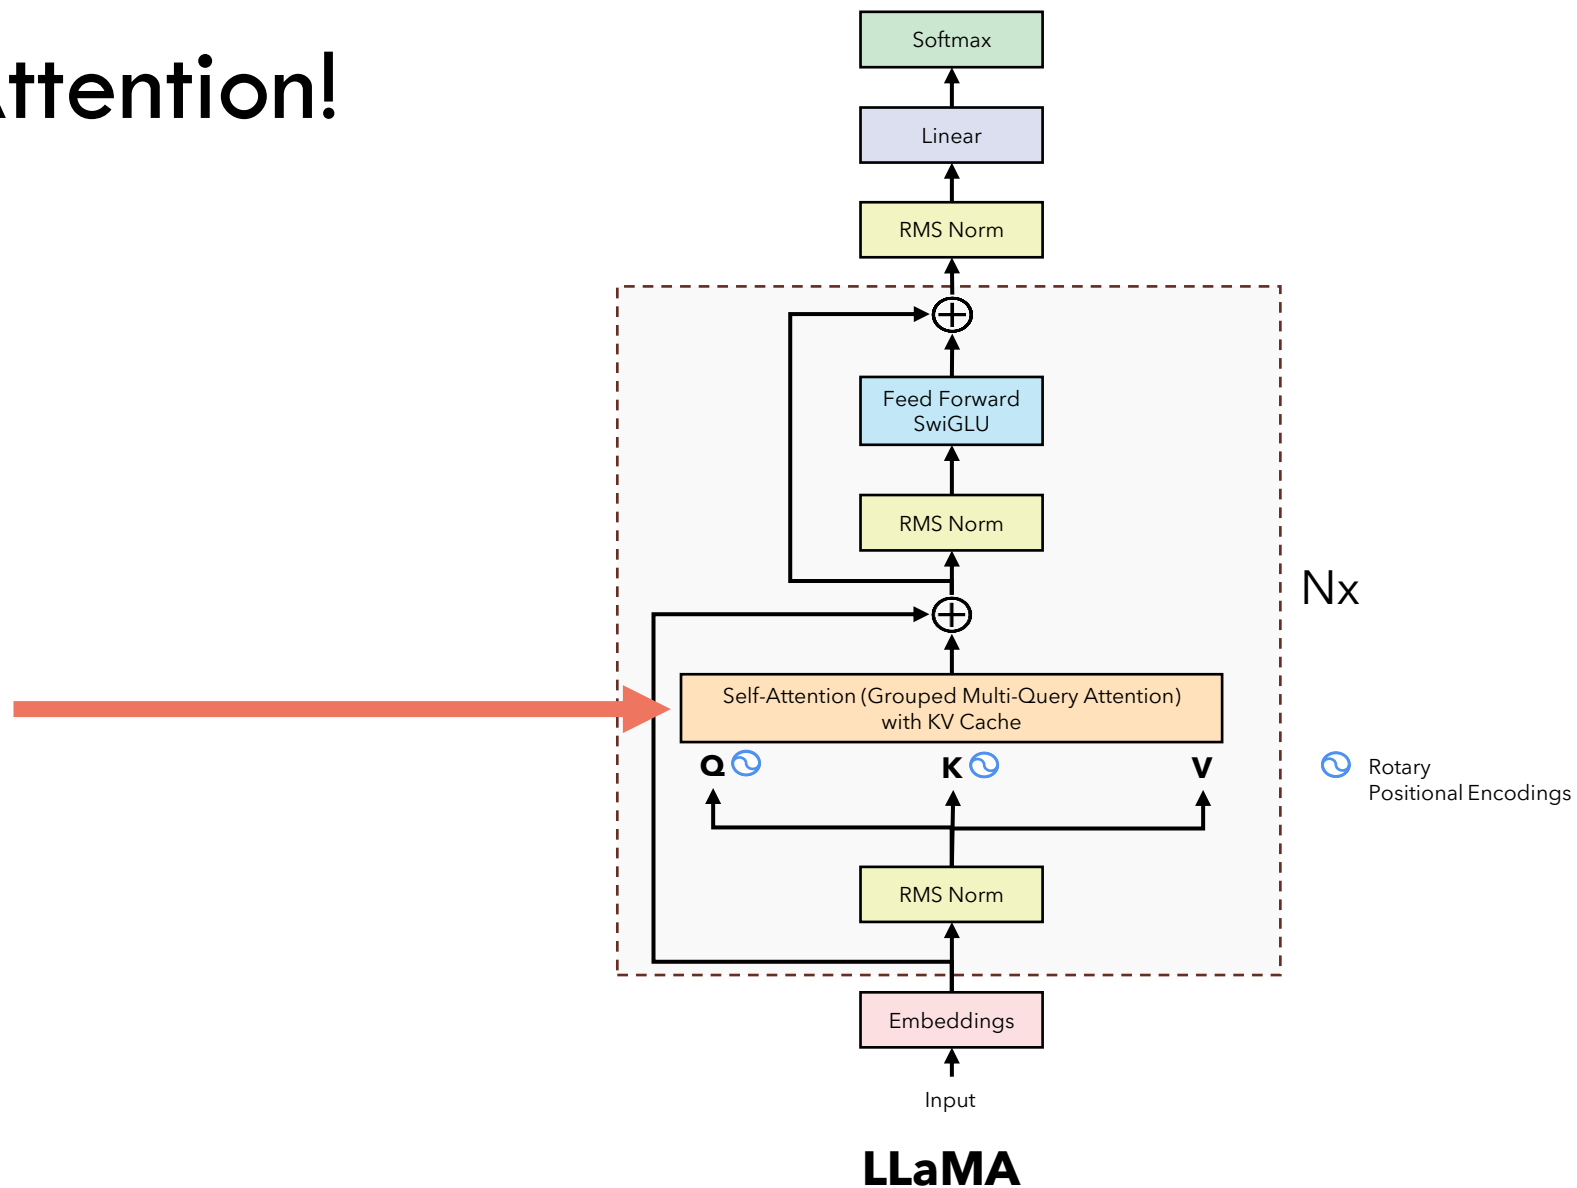 Attention!
Softmax
Linear
RMS Norm
Feed Forward
SwiGLU
RMS Norm
Nx
Self-Attention (Grouped Multi-Query Attention)
with KV Cache
Q K V
Rotary
Positional Encodings
RMS Norm
Embeddings
Input
LLaMA